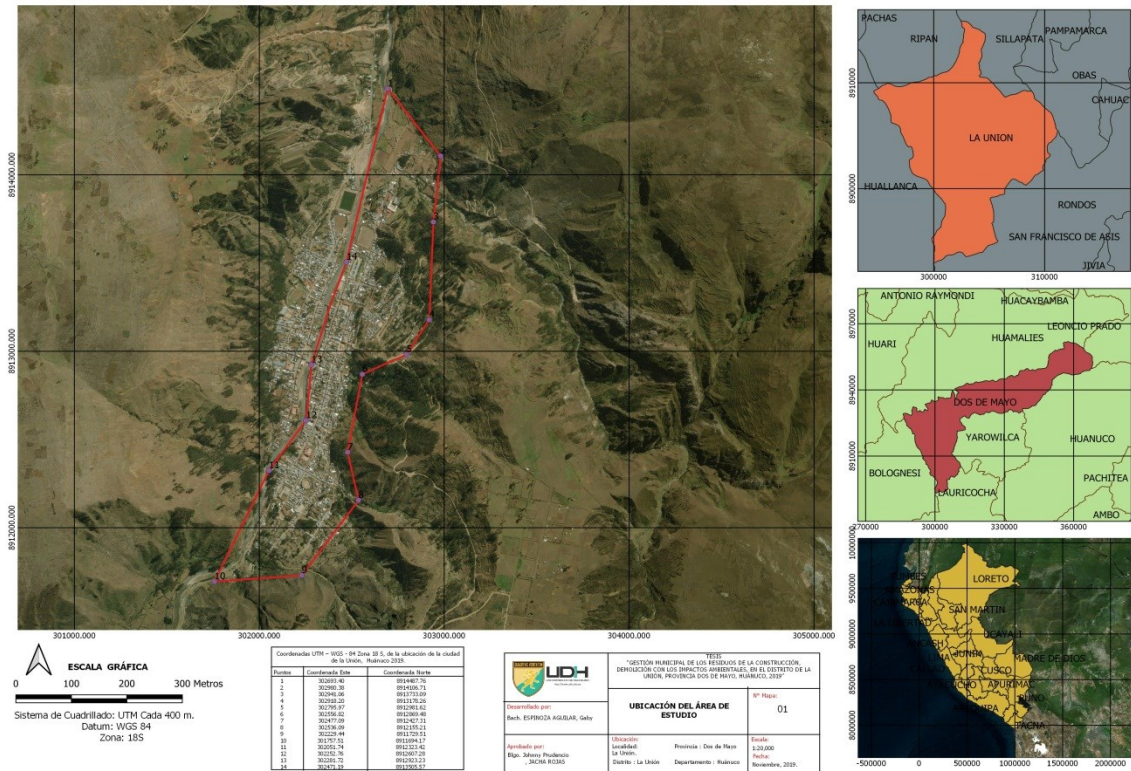 8914000.000
8913000.000
8912000.000
301000.000 302000.000 303000.000 304000.000 305000.000
14
13
12
11
10
9
7
5
PACHAS
RIPAN
SILLAPATA
PAMPAMARCA
OBAS
CAHUAC
LA UNION
HUALLANCA
RONDOS
SAN FRANCISCO DE ASIS
JIVIA
8910000
8900000
300000 310000
ANTONIO RAYMONDI
HUACAYBAMBA
LEONCIO PRADO
HUARI
HUAMALIES
DOS DE MAYO
YAROWILCA
HUANUCO
BOLOGNESI
PACHITEA
LAURICOCHA
AMBO
8970000
8940000
8910000
270000 300000 330000 360000
LORETO
SAN MARTIN
UCAYALI
JUNIN
MADRE DE DIOS
CUSCO
APURIMAC
PUNO
TACNA
10000000
9500000
9000000
8500000
8000000
-500000 0 500000 1000000 1500000 2000000
ESCALA GRÁFICA
0 100 200 300 Metros
Sistema de Cuadrillado: UTM Cada 400 m.
Datum: WGS 84
Zona: 18S
Coordenadas UTM – WGS - 84 Zona 18 S, de la ubicación de la ciudad
de la Unión, Huánuco 2019.
Puntos Coordenada Este Coordenada Norte
1 302693.40 8914487.76
2 302980.38 8914106.71
3 302941.06 8913733.89
4 302918.20 8913178.26
5 302795.97 8912981.62
6 302556.82 8912869.48
7 302477.09 8912427.31
8 302536.09 8912155.21
9 302229.44 8911729.51
10 301757.51 8911694.17
11 302051.74 8912323.42
12 302252.76 8912607.28
13 302281.72 8912923.23
14 302471.19 8913505.57
UDH
TESIS
"GESTIÓN MUNICIPAL DE LOS RESIDUOS DE LA CONSTRUCCIÓN,
DEMOLICIÓN CON LOS IMPACTOS AMBIENTALES, EN EL DISTRITO DE LA
UNIÓN, PROVINCIA DOS DE MAYO, HUÁNUCO, 2019"
Desarrollado por:
Bach. ESPINOZA AGUILAR, Gaby
UBICACIÓN DEL ÁREA DE
ESTUDIO
N° Mapa:
01
Aprobado por:
Blgo. Johnny Prudencio
, JACHA ROJAS
Ubicación:
Localidad: Provincia : Dos de Mayo
La Unión.
Distrito : La Unión Departamento : Huánuco
Escala:
1:20,000
Fecha:
Noviembre, 2019.